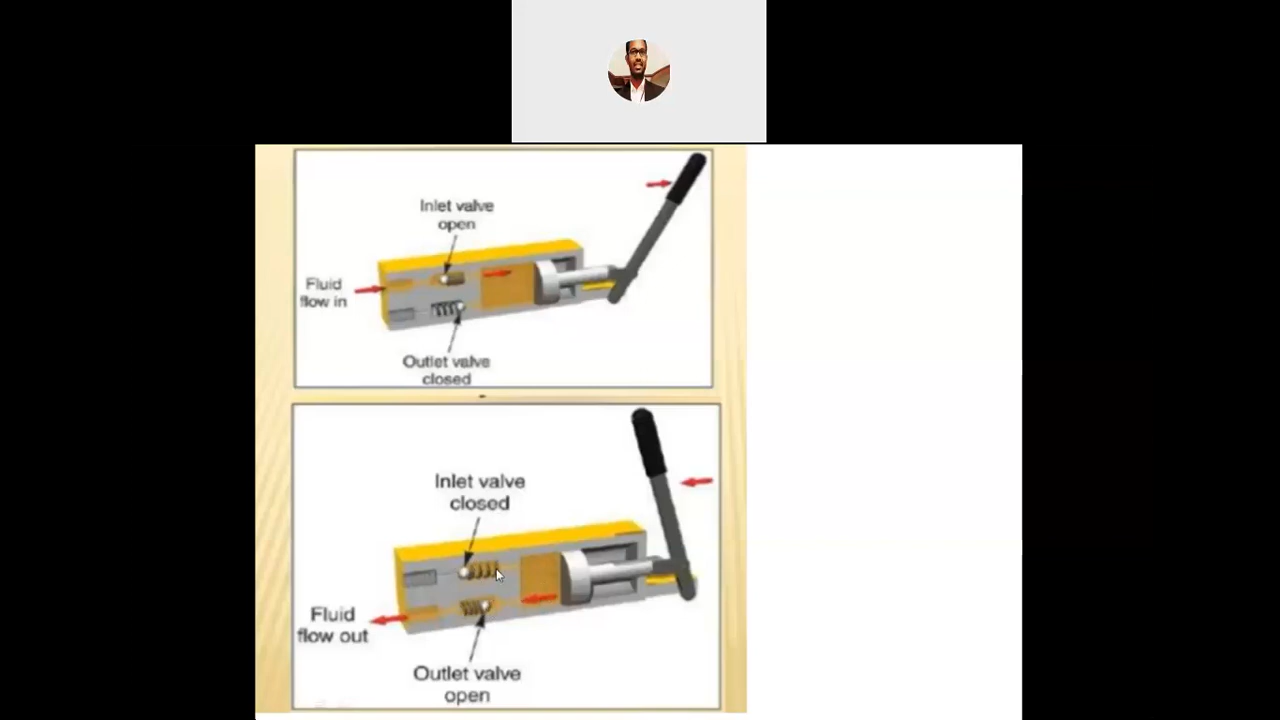 Inlet valve
open
Fluid
flow in
Outlet valve
closed
Inlet valve
closed
Fluid
flow out
Outlet valve
open